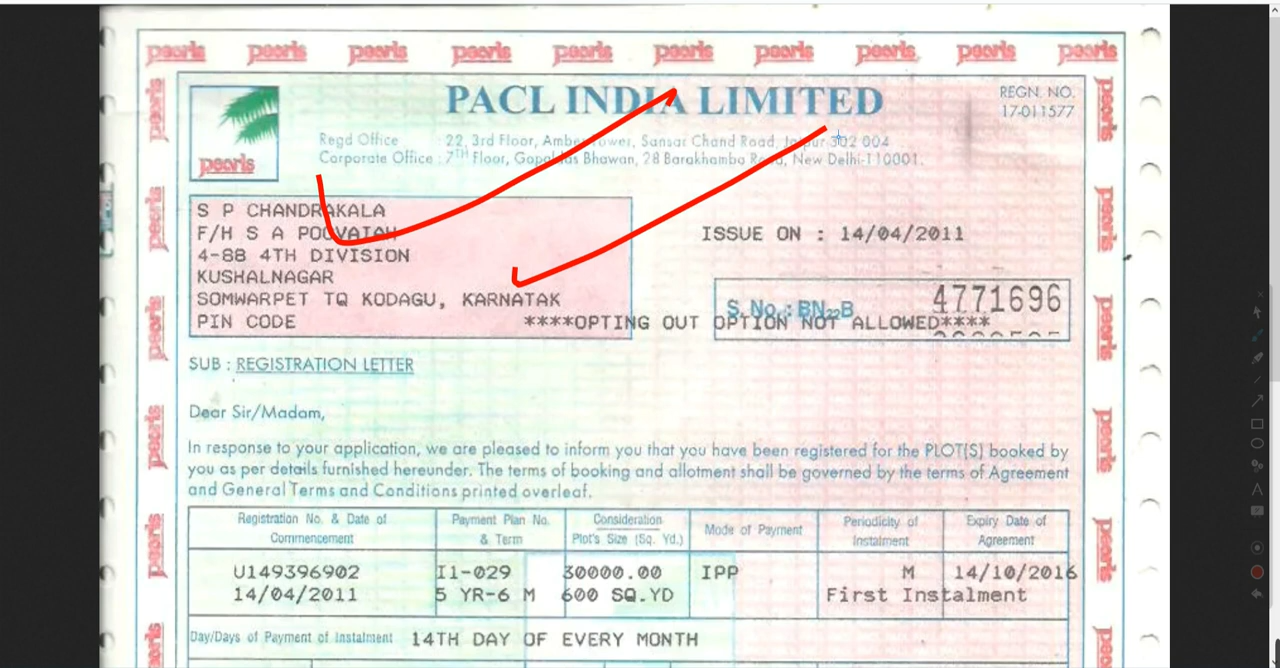 pearls pearls pearls pearls pearls pearls pearls pearls pearls pearls
PACL INDIA LIMITED
REGN. NO.
17-011577
Regd Office : 22, 3rd Floor, Amber Tower, Sansar Chand Road, Jaipur-302 004
Corporate Office : 7TH Floor, Gopaldas Bhawan, 28 Barakhamba Road, New Delhi-110001.
pearls
S P CHANDRAKALA
F/H S A POOVAIAH
4-88 4TH DIVISION
KUSHALNAGAR
SOMWARPET TQ KODAGU, KARNATAK
PIN CODE
ISSUE ON : 14/04/2011
S. No.: BN22B 4771696
****OPTING OUT OPTION NOT ALLOWED****
SUB : REGISTRATION LETTER
Dear Sir/Madam,
In response to your application, we are pleased to inform you that you have been registered for the PLOT(S) booked by
you as per details furnished hereunder. The terms of booking and allotment shall be governed by the terms of Agreement
and General Terms and Conditions printed overleaf.
Registration No. & Date of Commencement
Payment Plan No. & Term
Consideration
Plot's Size (Sq. Yd.)
Mode of Payment
Periodicity of Instalment
Expiry Date of Agreement
U149396902 I1-029 30000.00 IPP M 14/10/2016
14/04/2011 5 YR-6 M 600 SQ.YD First Instalment
Day/Days of Payment of Instalment 14TH DAY OF EVERY MONTH